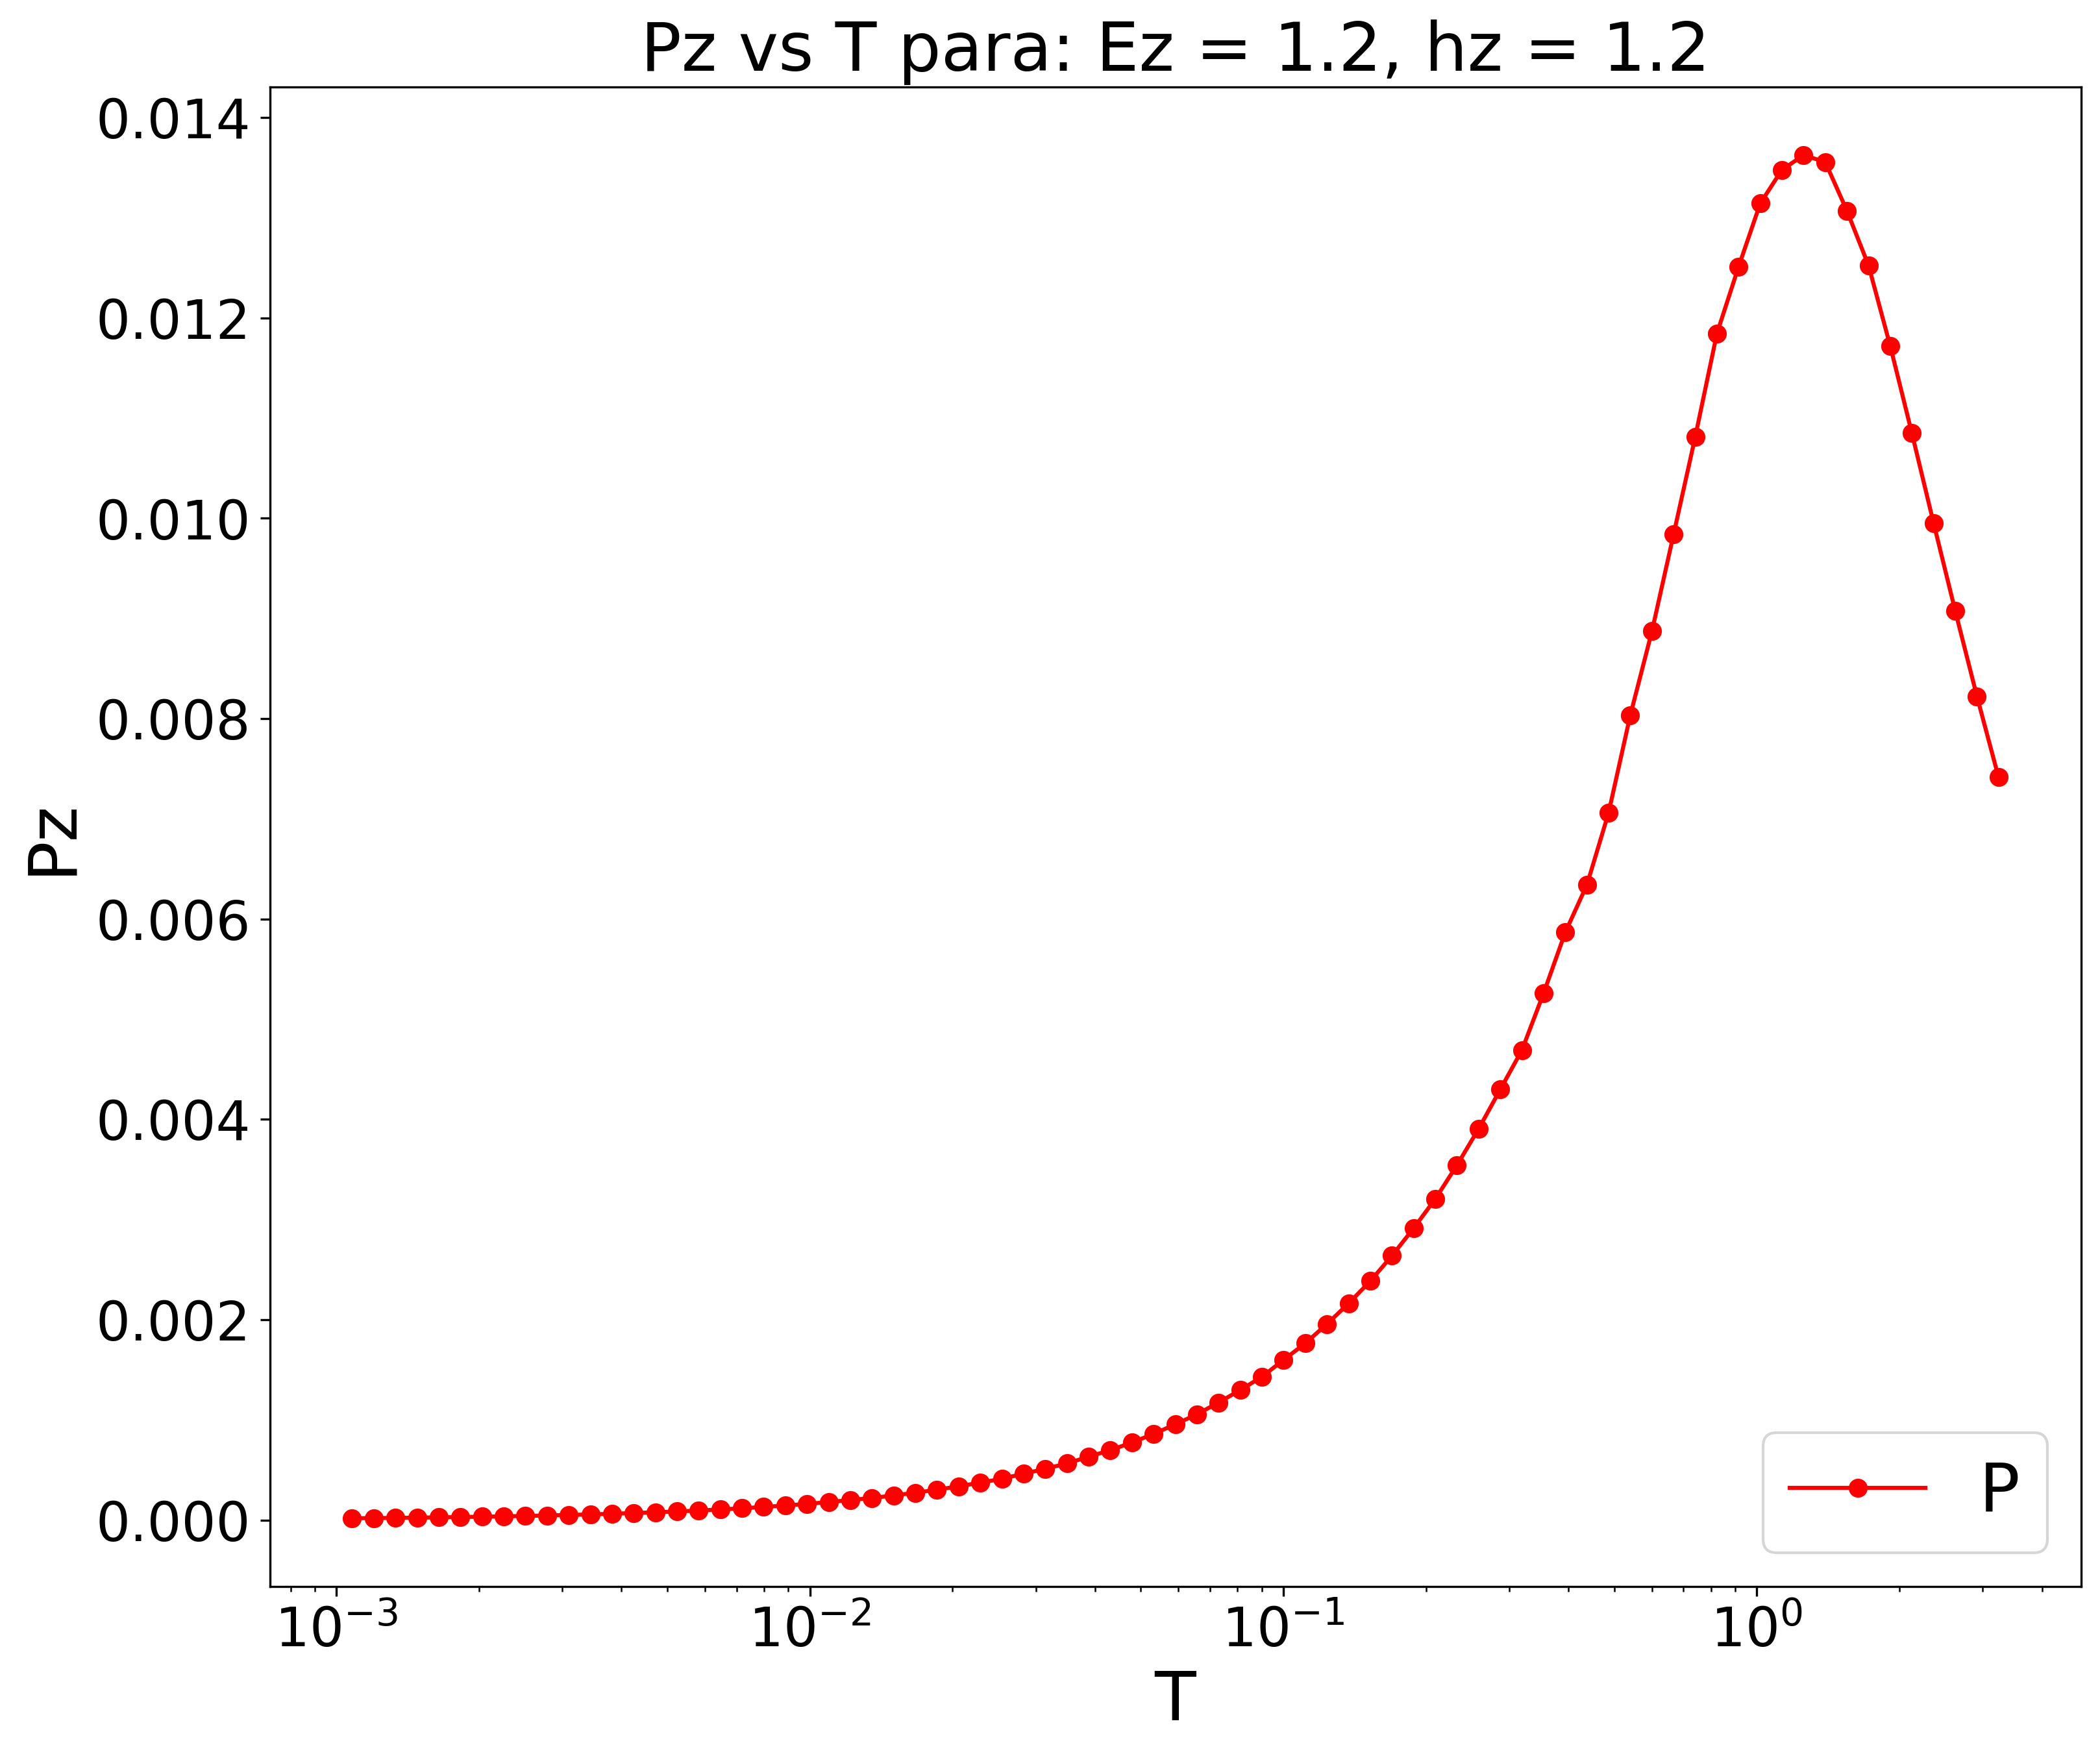 Pz vs T para: Ez = 1.2, hz = 1.2
0.014
0.012
0.010
0.008
0.006
0.004
0.002
0.000
Pz
P
10⁻³ 10⁻² 10⁻¹ 10⁰
T